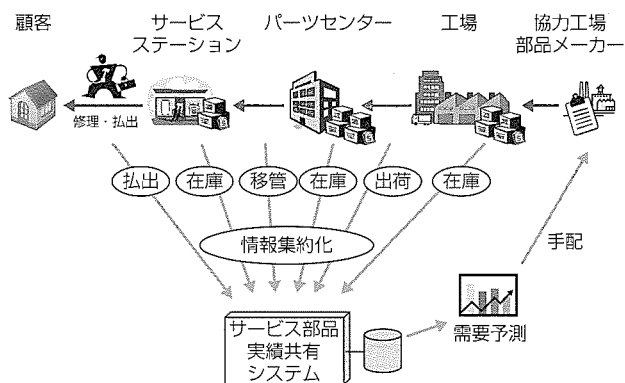 顧客
サービス
ステーション
パーツセンター
工場
協力工場
部品メーカー
修理・払出
払出
在庫
移管
在庫
出荷
在庫
情報集約化
手配
サービス部品
実績共有
システム
需要予測